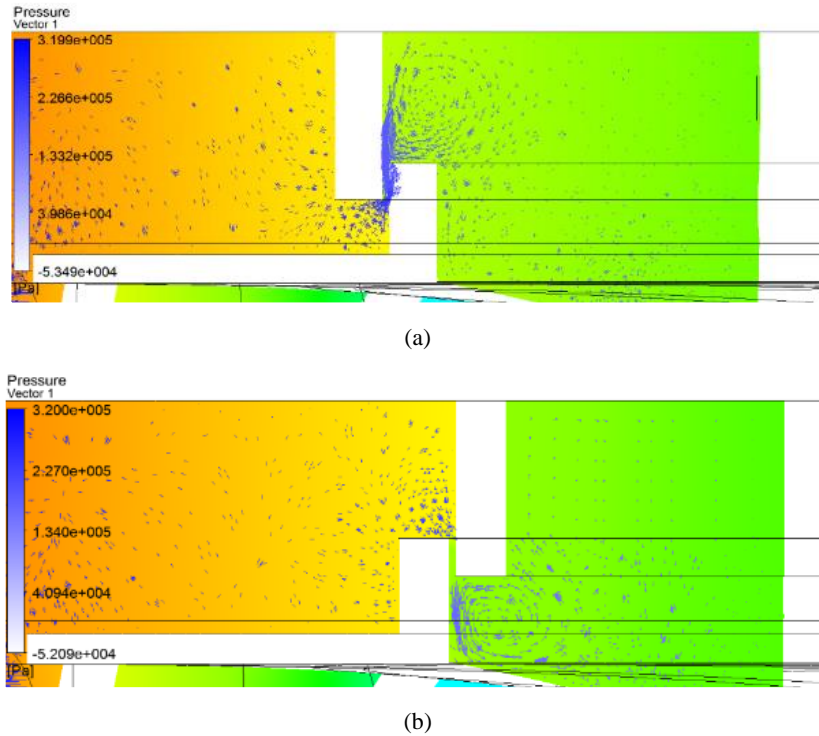 Pressure
Vector 1
3.199e+005
2.266e+005
1.332e+005
3.986e+004
-5.349e+004
[Pa]
(a)
Pressure
Vector 1
3.200e+005
2.270e+005
1.340e+005
4.094e+004
-5.209e+004
[Pa]
(b)